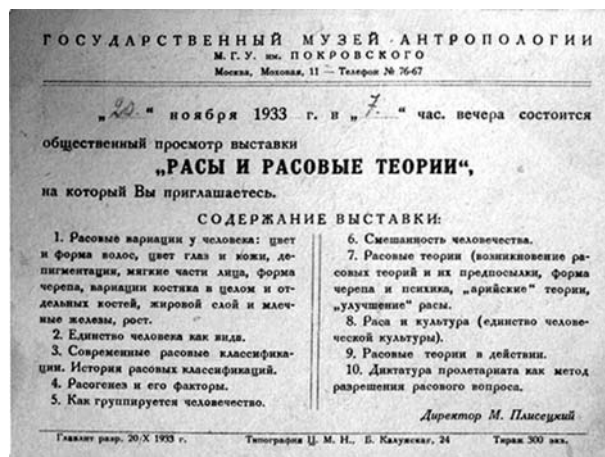 ГОСУДАРСТВЕННЫЙ МУЗЕЙ АНТРОПОЛОГИИ
М. Г. У. им. ПОКРОВСКОГО
Москва, Моховая, 11 — Телефон № 76-67
„20“ ноября 1933 г. в „7“ час. вечера состоится
общественный просмотр выставки
„РАСЫ И РАСОВЫЕ ТЕОРИИ“,
на который Вы приглашаетесь.
СОДЕРЖАНИЕ ВЫСТАВКИ:
1. Расовые вариации у человека: цвет
и форма волос, цвет глаз и кожи, де-
пигментация, мягкие части лица, форма
черепа, вариации костяка в целом и от-
дельных костей, жировой слой и млеч-
ные железы, рост.
2. Единство человека как вида.
3. Современные расовые классифика-
ции. История расовых классификаций.
4. Расогенез и его факторы.
5. Как группируется человечество.
6. Смешанность человечества.
7. Расовые теории (возникновение ра-
совых теорий и их предпосылки, форма
черепа и психика, „арийские“ теории,
„улучшение“ расы.
8. Раса и культура (единство челове-
ческой культуры).
9. Расовые теории в действии.
10. Диктатура пролетариата как метод
разрешения расового вопроса.
Директор М. Плисецкий
Главлит разр. 20/X 1933 г. Типография Ц. М. Н., Б. Калужская, 24 Тираж 300 экз.